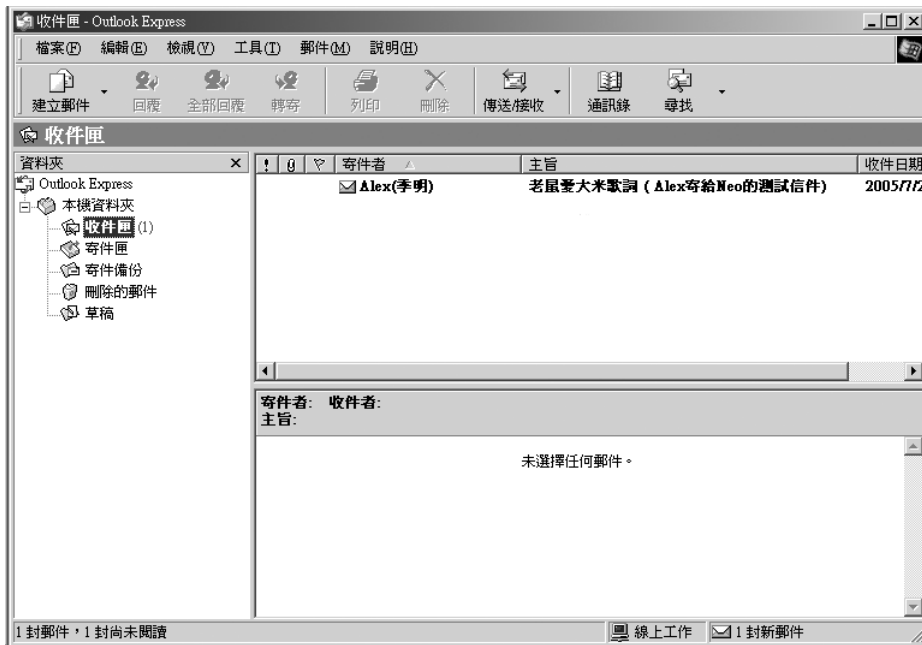 收件匣 - Outlook Express
檔案(F) 編輯(E) 檢視(V) 工具(T) 郵件(M) 說明(H)
建立郵件 回覆 全部回覆 轉寄 列印 刪除 傳送/接收 通訊錄 尋找
收件匣
資料夾
! 寄件者 主旨 收件日期
Outlook Express
Alex(季明) 老鼠愛大米歌詞 ( Alex寄給Neo的測試信件) 2005/7/2
本機資料夾
收件匣 (1)
寄件匣
寄件備份
刪除的郵件
草稿
寄件者: 收件者:
主旨:
未選擇任何郵件。
1 封郵件，1 封尚未閱讀 線上工作 1 封新郵件